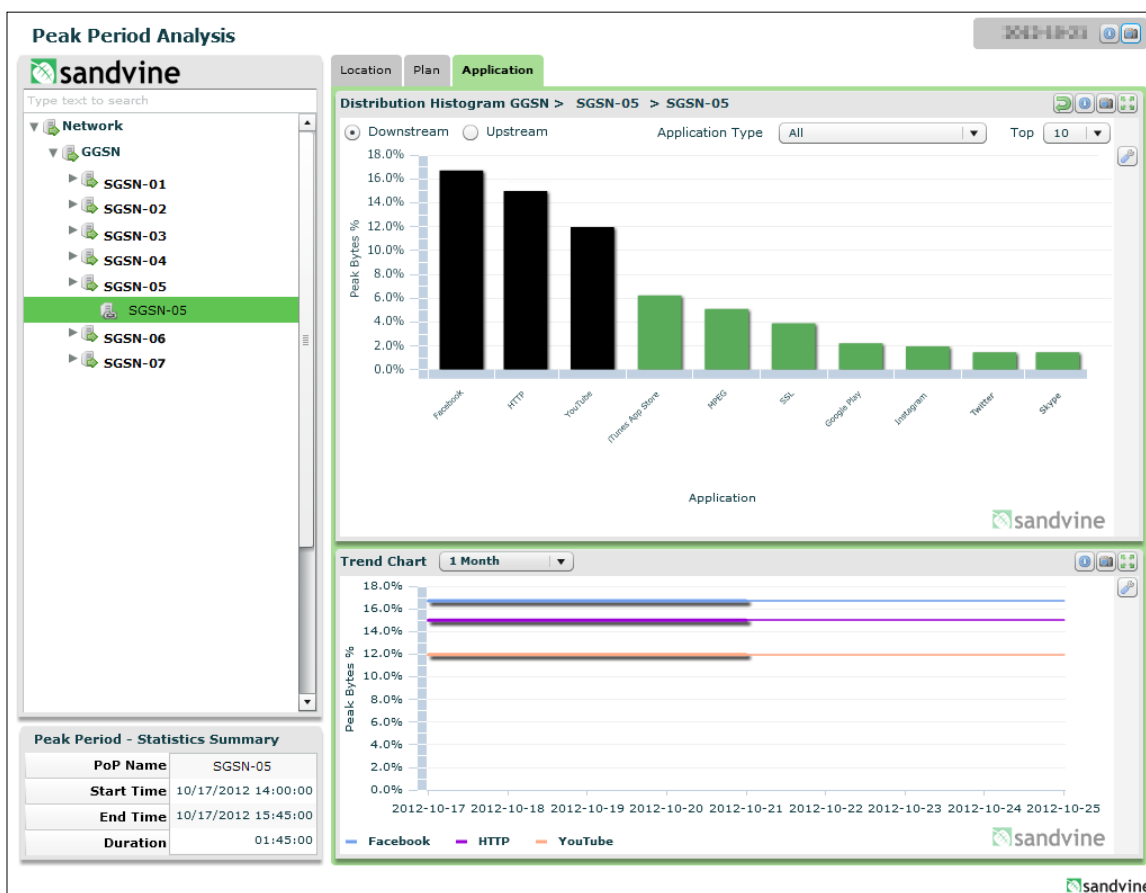 Peak Period Analysis
sandvine
Type text to search
Network
GGSN
SGSN-01
SGSN-02
SGSN-03
SGSN-04
SGSN-05
SGSN-05
SGSN-06
SGSN-07
Peak Period - Statistics Summary
PoP Name SGSN-05
Start Time 10/17/2012 14:00:00
End Time 10/17/2012 15:45:00
Duration 01:45:00
Location Plan Application
Distribution Histogram GGSN > SGSN-05 > SGSN-05
Downstream Upstream Application Type All Top 10
18.0%
16.0%
14.0%
12.0%
10.0%
8.0%
6.0%
4.0%
2.0%
0.0%
Peak Bytes %
Facebook HTTP YouTube iTunes App Store MPEG SSL Google Play Instagram Twitter Skype
Application
sandvine
Trend Chart 1 Month
18.0%
16.0%
14.0%
12.0%
10.0%
8.0%
6.0%
4.0%
2.0%
0.0%
Peak Bytes %
2012-10-17 2012-10-18 2012-10-19 2012-10-20 2012-10-21 2012-10-22 2012-10-23 2012-10-24 2012-10-25
Facebook HTTP YouTube
sandvine
sandvine